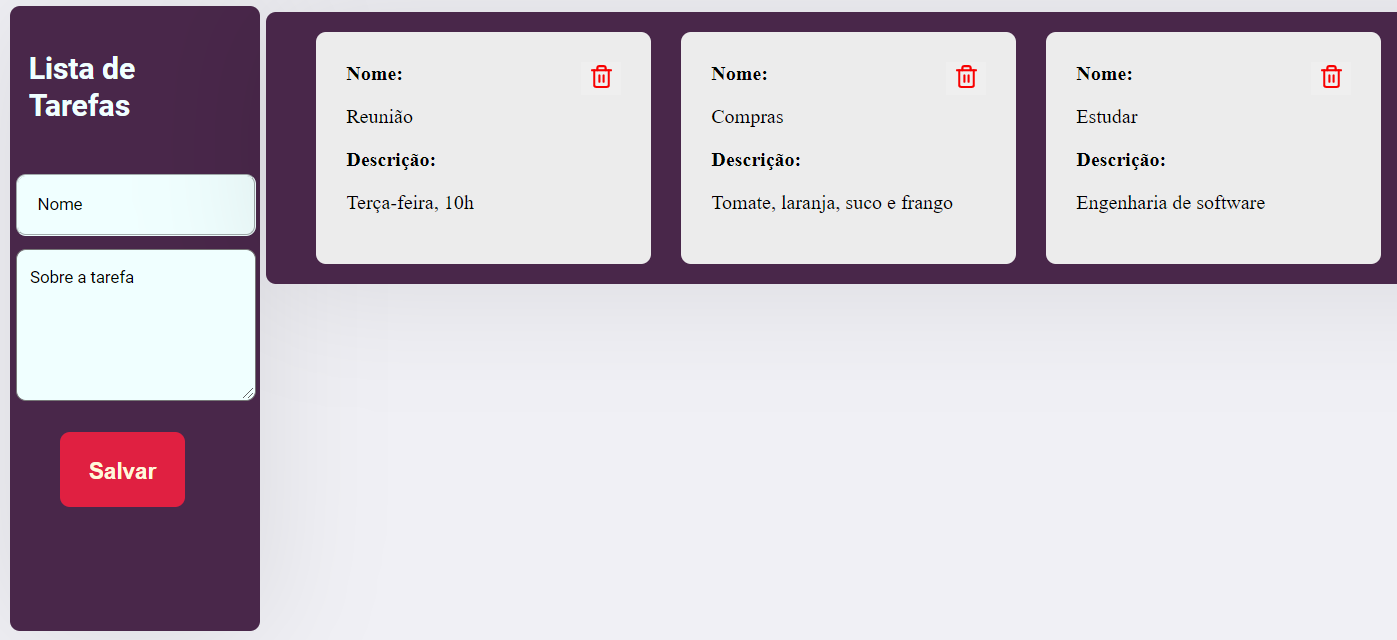 Lista de
Tarefas
Nome
Sobre a tarefa
Salvar
Nome:
Reunião
Descrição:
Terça-feira, 10h
Nome:
Compras
Descrição:
Tomate, laranja, suco e frango
Nome:
Estudar
Descrição:
Engenharia de software